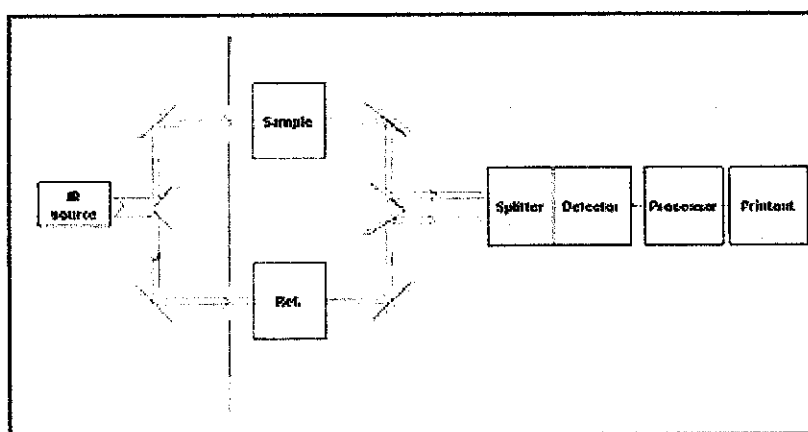 IR
source
Sample
Ref.
Splitter
Detector
Processor
Printout